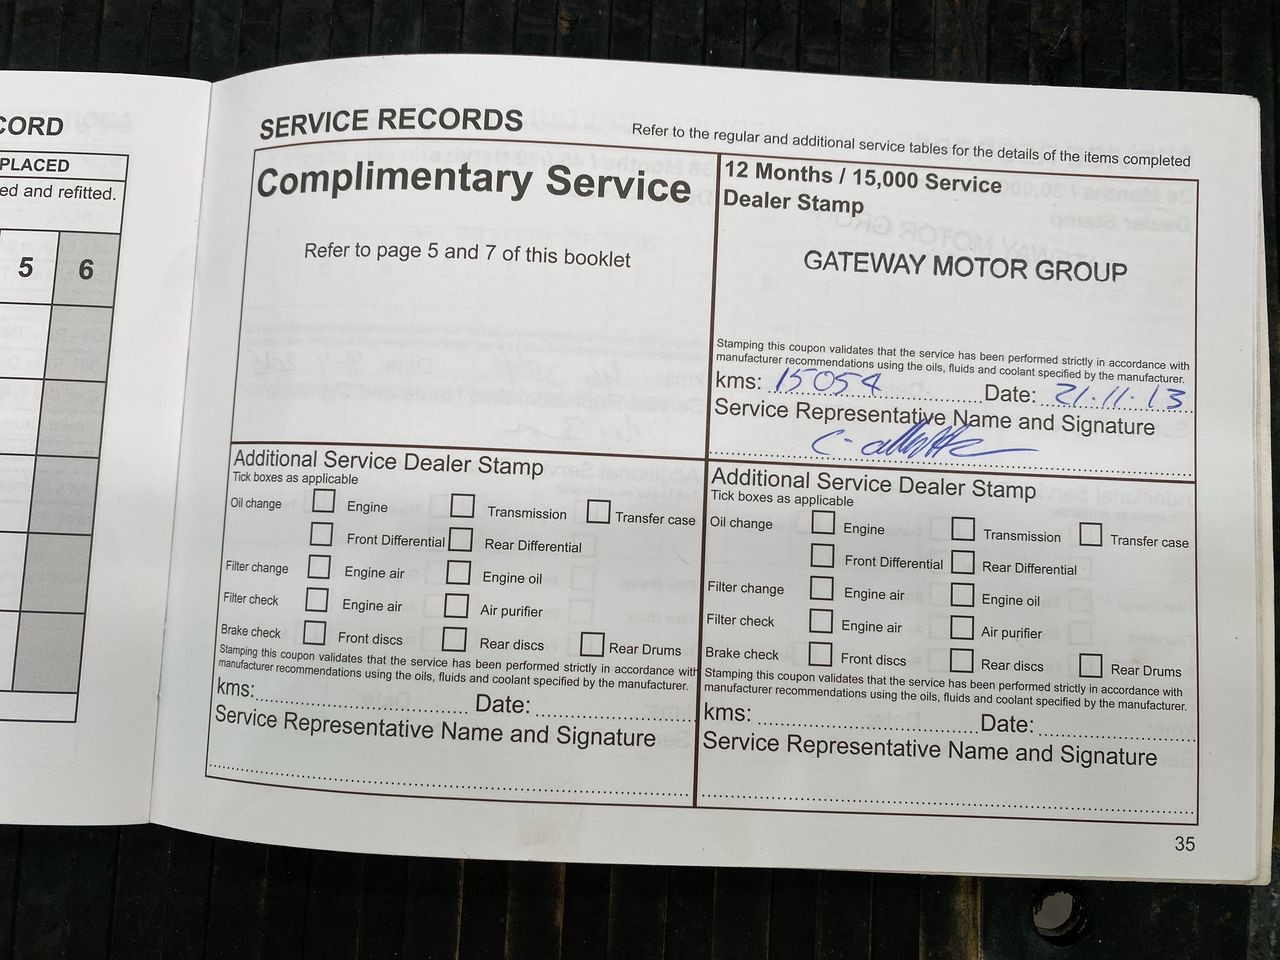 CORD
PLACED
ed and refitted.
5 6
SERVICE RECORDS
Refer to the regular and additional service tables for the details of the items completed
Complimentary Service
Refer to page 5 and 7 of this booklet
12 Months / 15,000 Service
Dealer Stamp
GATEWAY MOTOR GROUP
Stamping this coupon validates that the service has been performed strictly in accordance with
manufacturer recommendations using the oils, fluids and coolant specified by the manufacturer.
kms: 15054 Date: 21.11.13
Service Representative Name and Signature
Additional Service Dealer Stamp
Tick boxes as applicable
Oil change Engine Transmission Transfer case
Front Differential Rear Differential
Filter change Engine air Engine oil
Filter check Engine air Air purifier
Brake check Front discs Rear discs Rear Drums
Stamping this coupon validates that the service has been performed strictly in accordance with
manufacturer recommendations using the oils, fluids and coolant specified by the manufacturer.
kms: Date:
Service Representative Name and Signature
Additional Service Dealer Stamp
Tick boxes as applicable
Oil change Engine Transmission Transfer case
Front Differential Rear Differential
Filter change Engine air Engine oil
Filter check Engine air Air purifier
Brake check Front discs Rear discs Rear Drums
Stamping this coupon validates that the service has been performed strictly in accordance with
manufacturer recommendations using the oils, fluids and coolant specified by the manufacturer.
kms: Date:
Service Representative Name and Signature
35